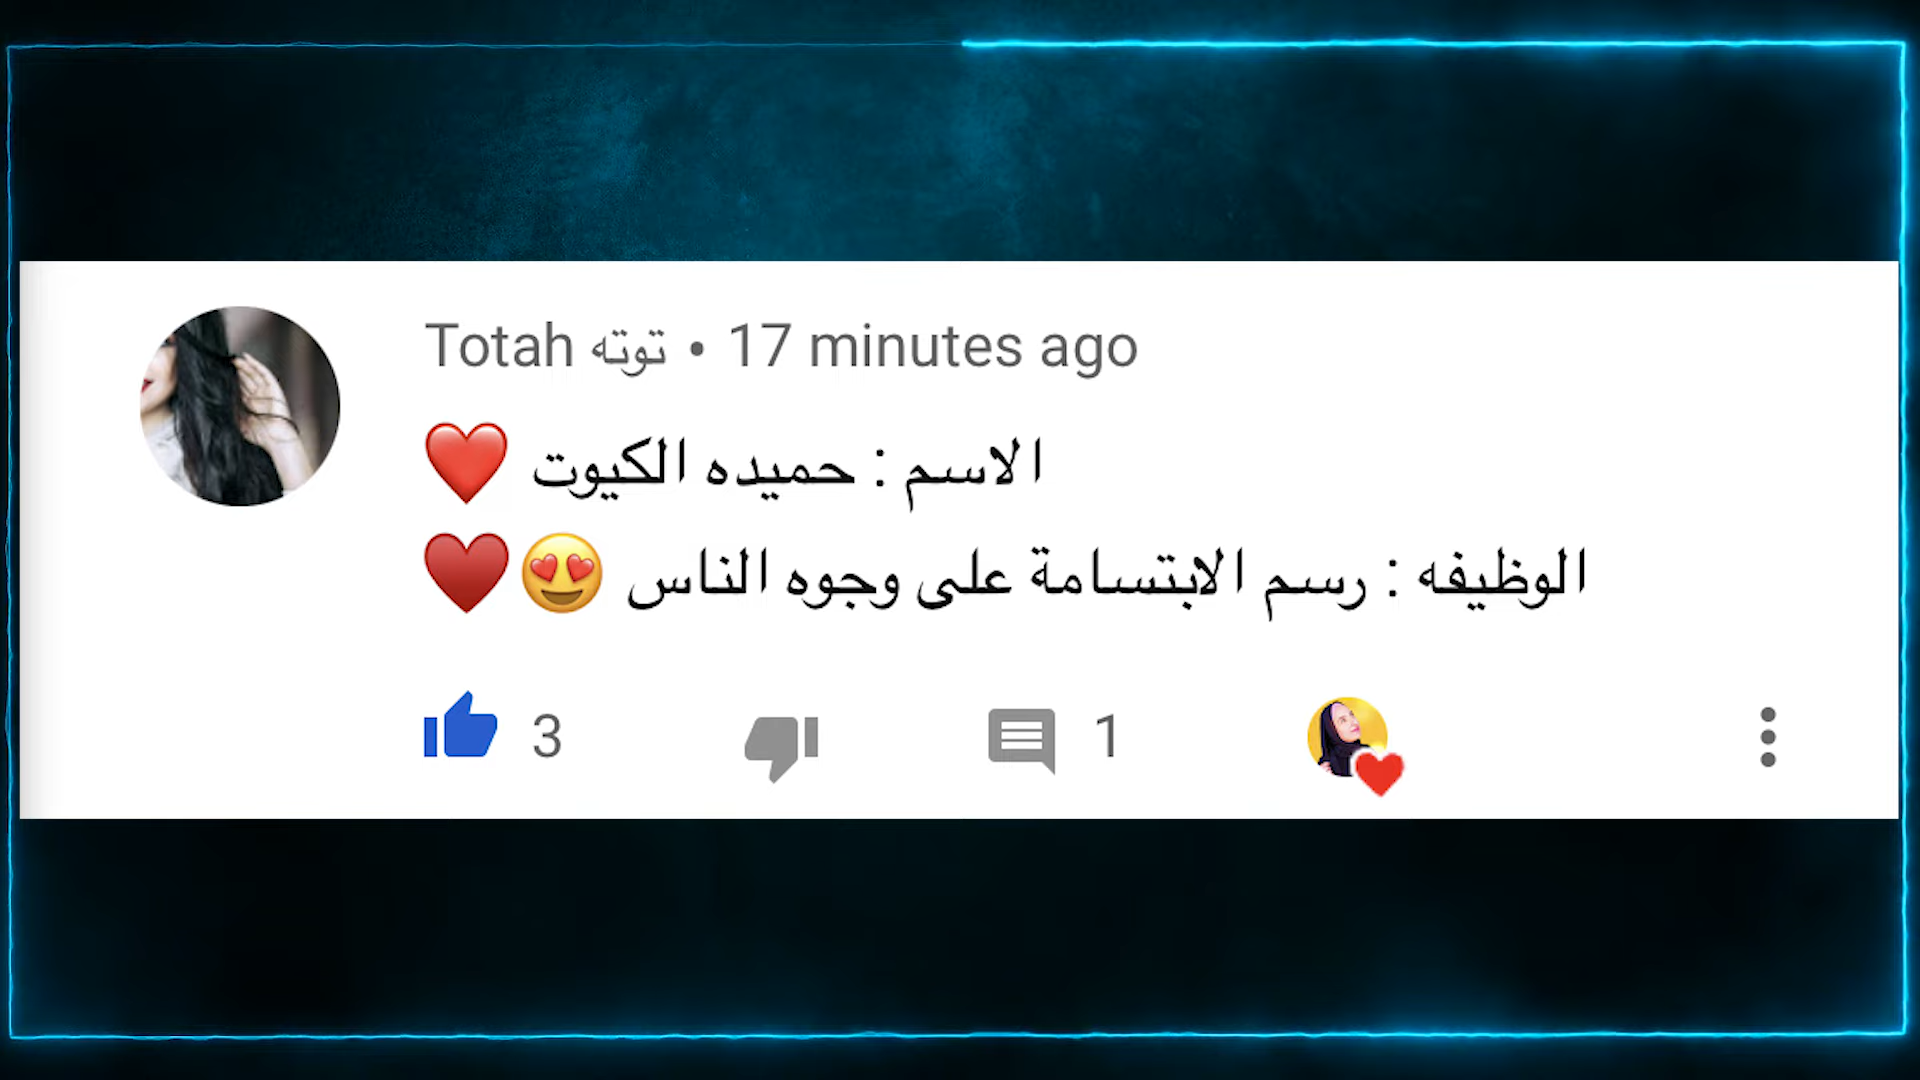 Totah توته • 17 minutes ago
الاسم : حميده الكيوت ❤️
الوظيفه : رسم الابتسامة على وجوه الناس 😍♥️
3 1